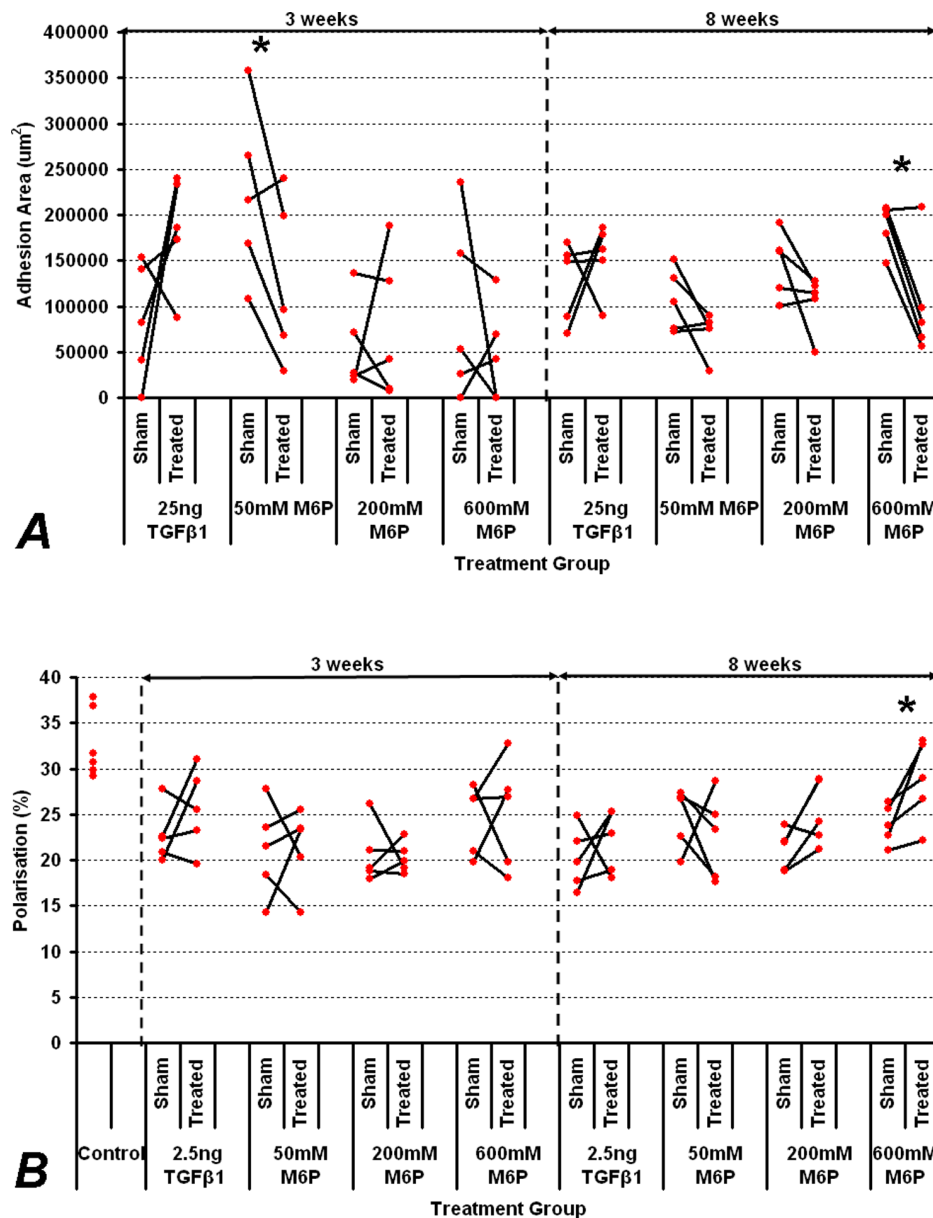 3 weeks 8 weeks
400000
350000
300000
250000
200000
150000
100000
50000
0
Adhesion Area (um²)
*
*
Sham Treated Sham Treated Sham Treated Sham Treated Sham Treated Sham Treated Sham Treated Sham Treated
25ng 50mM M6P 200mM 600mM 25ng 50mM M6P 200mM 600mM
TGFβ1 M6P M6P TGFβ1 M6P M6P
A
Treatment Group
3 weeks 8 weeks
40
35
30
25
20
15
10
5
0
Polarisation (%)
*
Sham Treated Sham Treated Sham Treated Sham Treated Sham Treated Sham Treated Sham Treated Sham Treated
Control 2.5ng 50mM 200mM 600mM 2.5ng 50mM 200mM 600mM
TGFβ1 M6P M6P M6P TGFβ1 M6P M6P M6P
B
Treatment Group